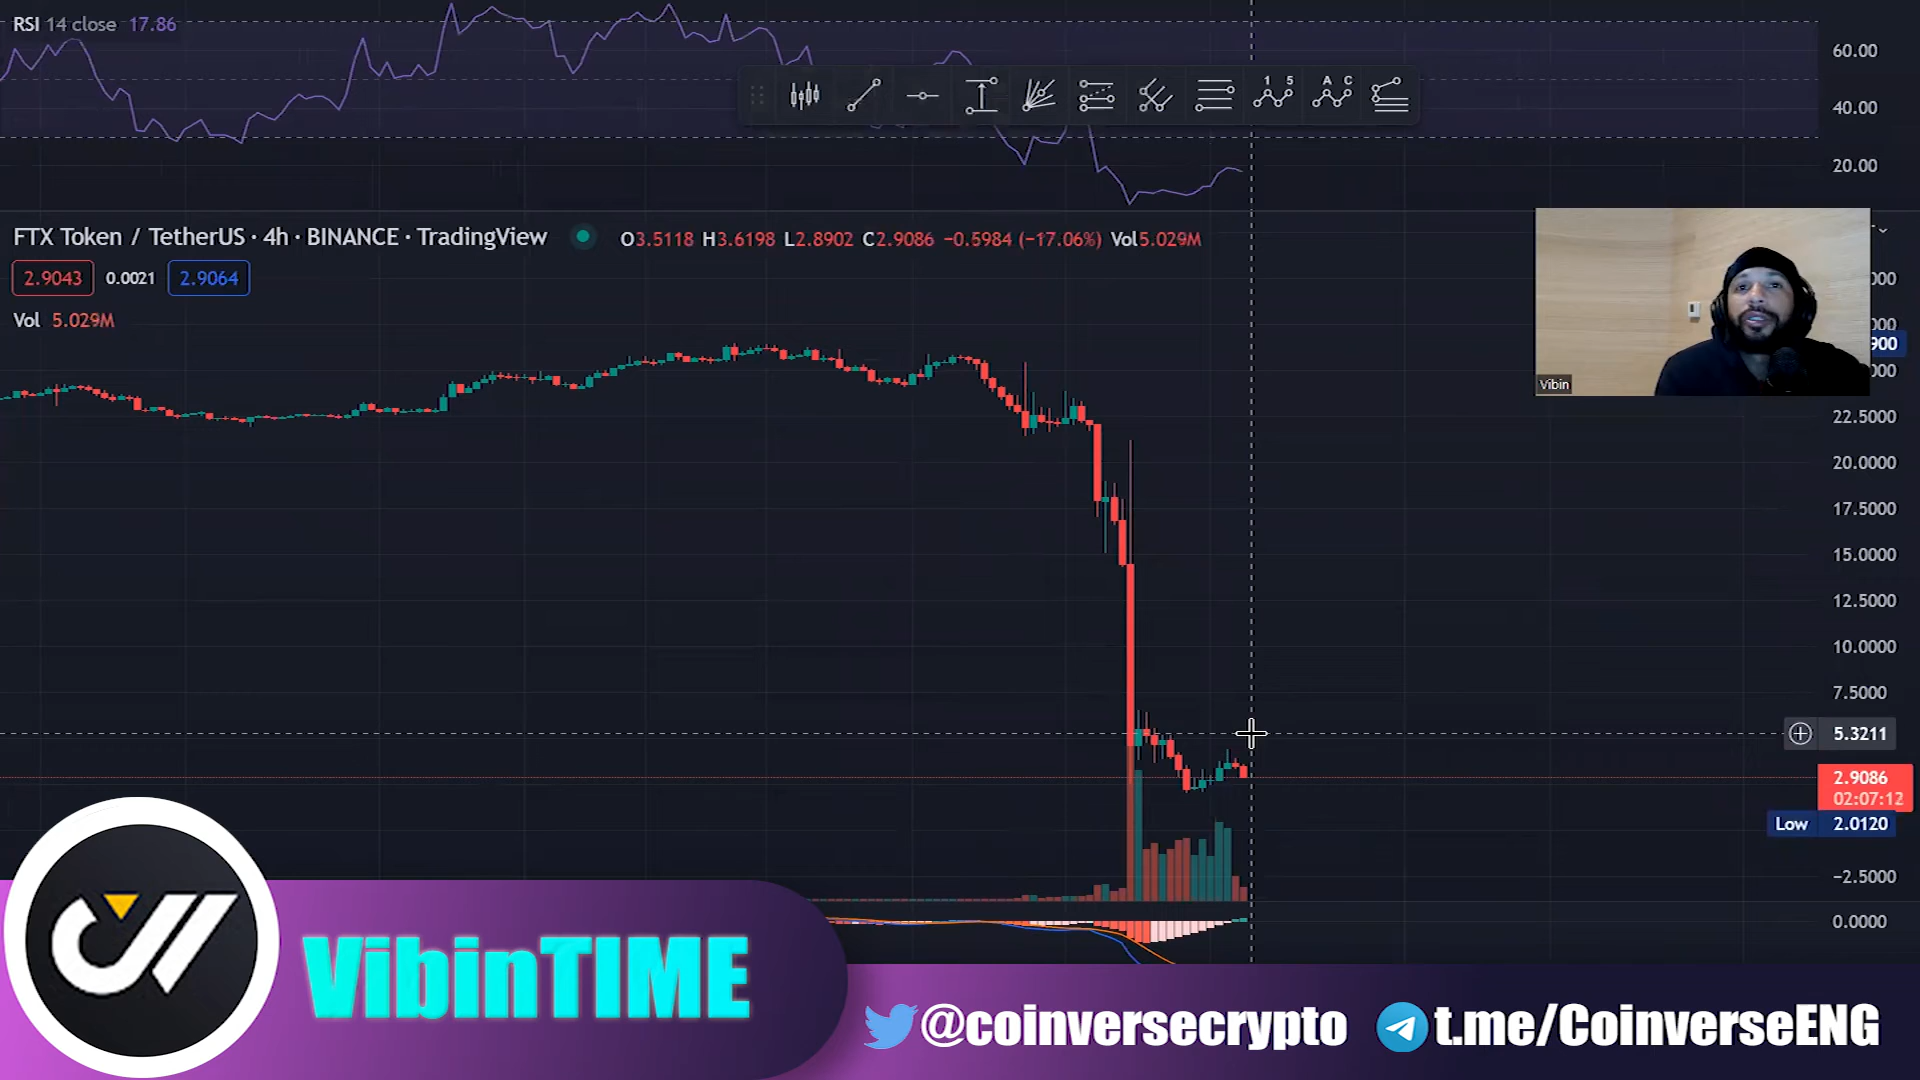 RSI 14 close 17.86
60.00
1 5 A C
40.00
20.00
FTX Token / TetherUS · 4h · BINANCE · TradingView
O3.5118 H3.6198 L2.8902 C2.9086 −0.5984 (−17.06%) Vol5.029M
2.9043 0.0021 2.9064
Vol 5.029M
Vibin
22.5000
20.0000
17.5000
15.0000
12.5000
10.0000
7.5000
5.3211
2.9086
02:07:12
Low 2.0120
−2.5000
0.0000
VibinTIME
@coinversecrypto t.me/CoinverseENG